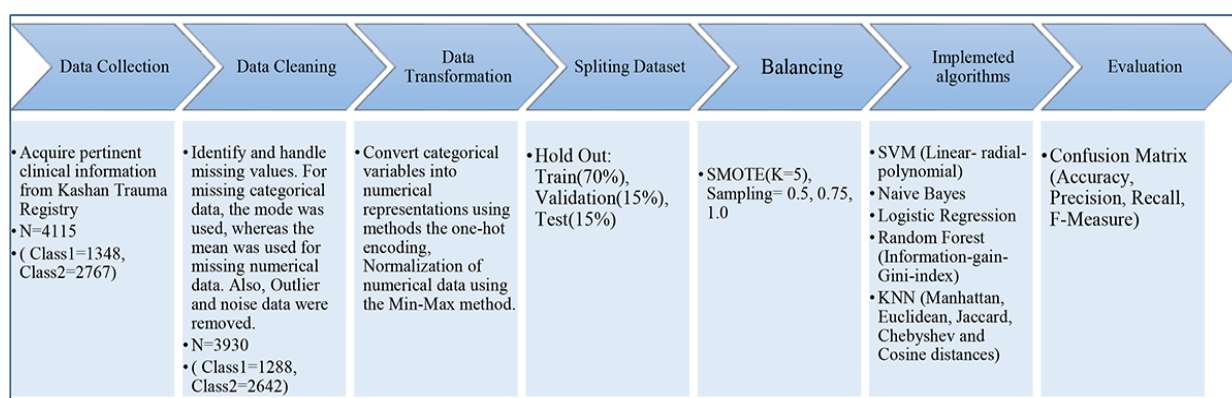 Data Collection
Data Cleaning
Data
Transformation
Spliting Dataset
Balancing
Implemeted
algorithms
Evaluation
• Acquire pertinent
clinical information
from Kashan Trauma
Registry
• N=4115
• ( Class1=1348,
Class2=2767)
• Identify and handle
missing values. For
missing categorical
data, the mode was
used, whereas the
mean was used for
missing numerical
data. Also, Outlier
and noise data were
removed.
• N=3930
• ( Class1=1288,
Class2=2642)
• Convert categorical
variables into
numerical
representations using
methods the one-hot
encoding,
Normalization of
numerical data using
the Min-Max method.
• Hold Out:
Train(70%),
Validation(15%),
Test(15%)
• SMOTE(K=5),
Sampling= 0.5, 0.75,
1.0
• SVM (Linear- radial-
polynomial)
• Naive Bayes
• Logistic Regression
• Random Forest
(Information-gain-
Gini-index)
• KNN (Manhattan,
Euclidean, Jaccard,
Chebyshev and
Cosine distances)
• Confusion Matrix
(Accuracy,
Precision, Recall,
F-Measure)